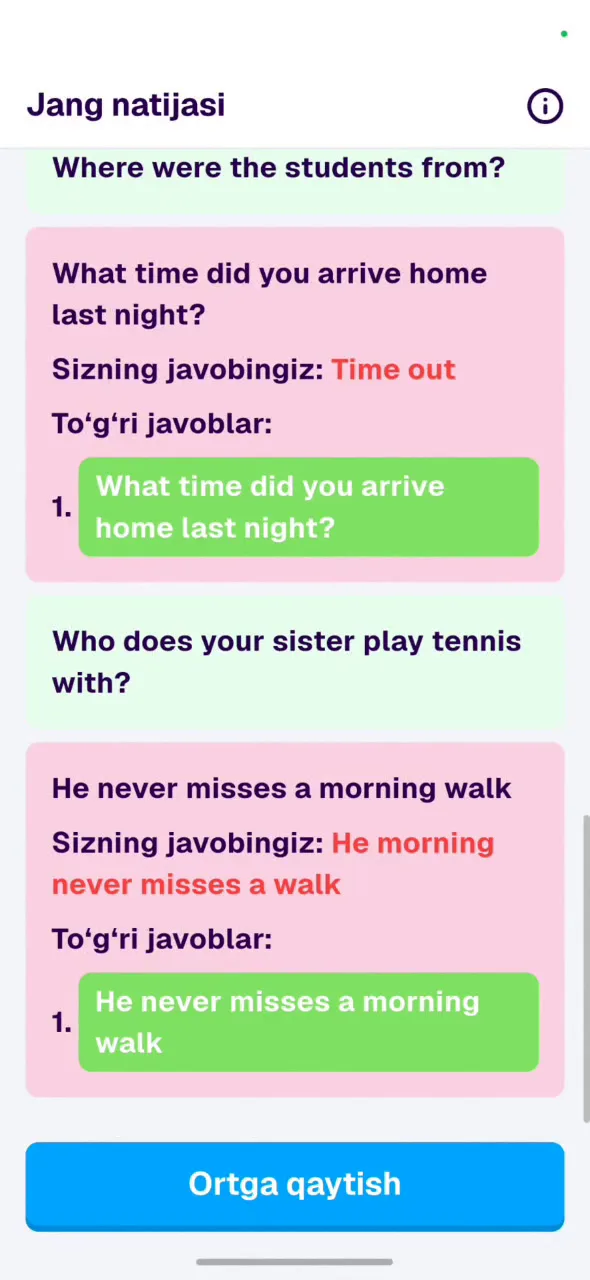 Jang natijasi
Where were the students from?
What time did you arrive home
last night?
Sizning javobingiz: Time out
To‘g‘ri javoblar:
1.
What time did you arrive
home last night?
Who does your sister play tennis
with?
He never misses a morning walk
Sizning javobingiz: He morning
never misses a walk
To‘g‘ri javoblar:
1.
He never misses a morning
walk
Ortga qaytish